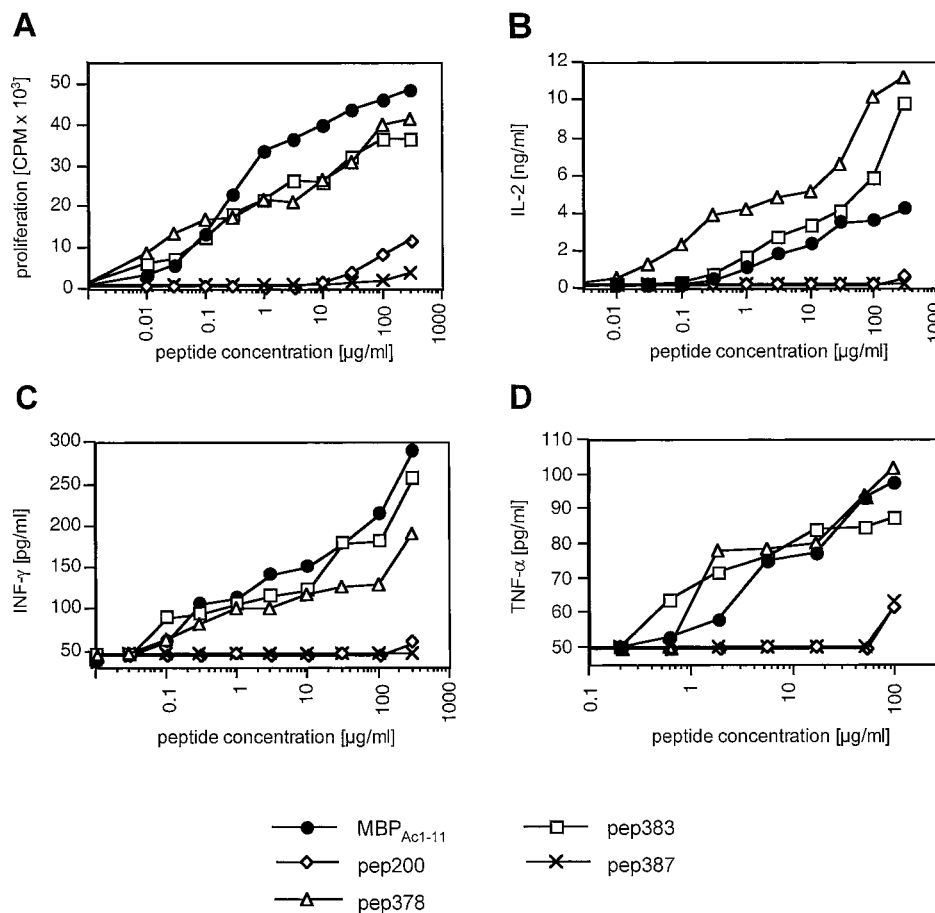 A
proliferation [CPM x 10³]
50
40
30
20
10
0
0.01
0.1
1
10
100
1000
peptide concentration [µg/ml]
B
IL-2 [ng/ml]
12
10
8
6
4
2
0
0.01
0.1
1
10
100
1000
peptide concentration [µg/ml]
C
INF-γ [pg/ml]
300
250
200
150
100
50
0.1
1
10
100
1000
peptide concentration [µg/ml]
D
TNF-α [pg/ml]
110
100
90
80
70
60
50
0.1
1
10
100
peptide concentration [µg/ml]
MBP Ac1-11
pep200
pep378
pep383
pep387